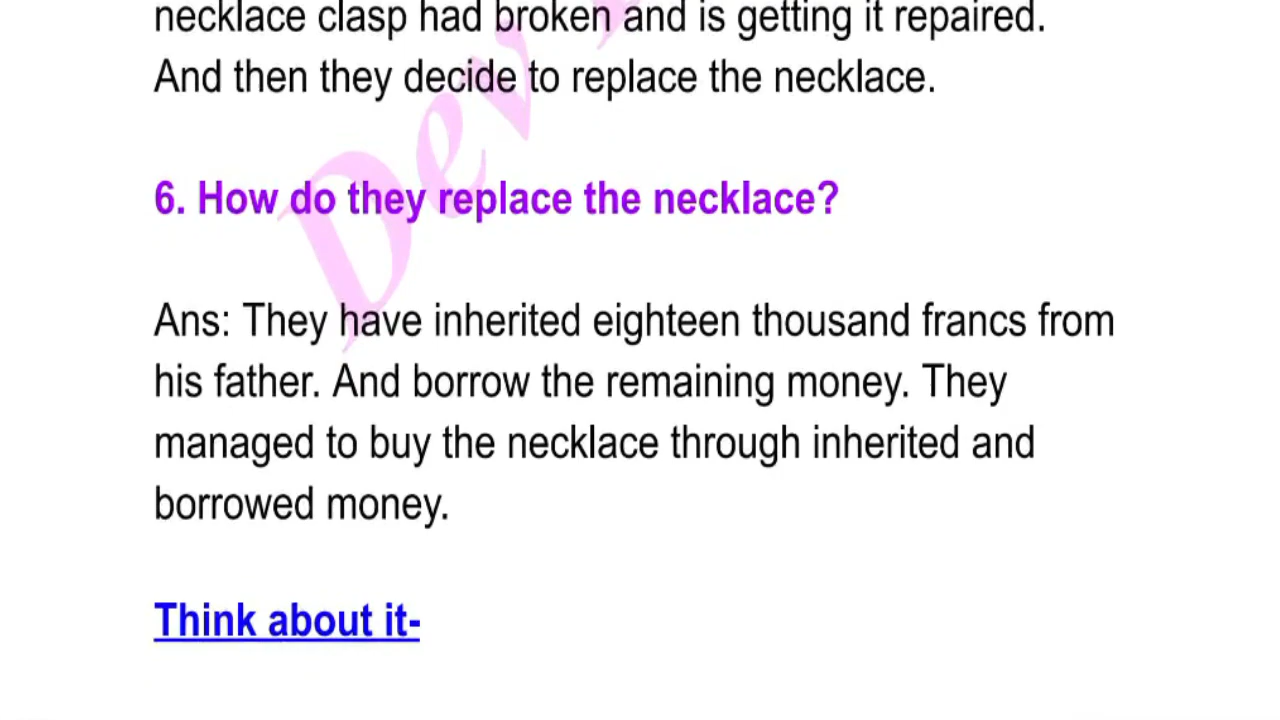 necklace clasp had broken and is getting it repaired.
And then they decide to replace the necklace.
6. How do they replace the necklace?
Ans: They have inherited eighteen thousand francs from
his father. And borrow the remaining money. They
managed to buy the necklace through inherited and
borrowed money.
Think about it-
Dev